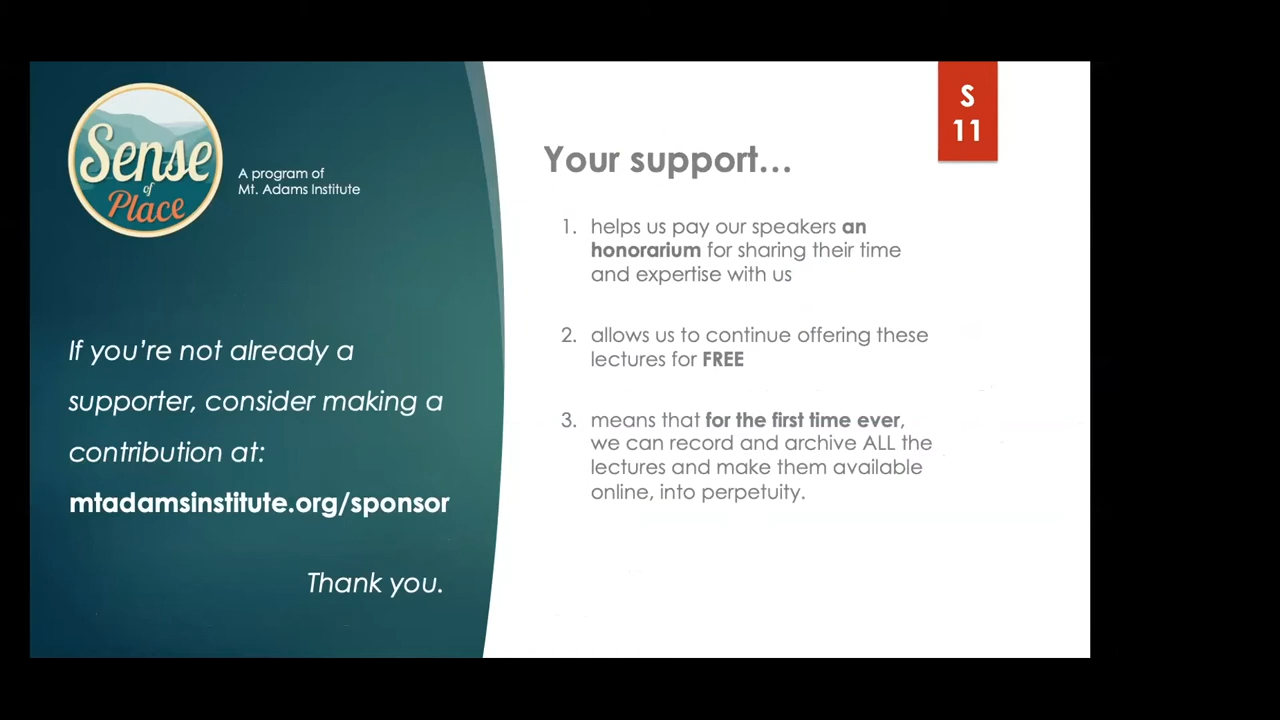 Sense
of
Place
A program of
Mt. Adams Institute
If you're not already a
supporter, consider making a
contribution at:
mtadamsinstitute.org/sponsor
Thank you.
S
11
Your support...
1. helps us pay our speakers an
honorarium for sharing their time
and expertise with us
2. allows us to continue offering these
lectures for FREE
3. means that for the first time ever,
we can record and archive ALL the
lectures and make them available
online, into perpetuity.